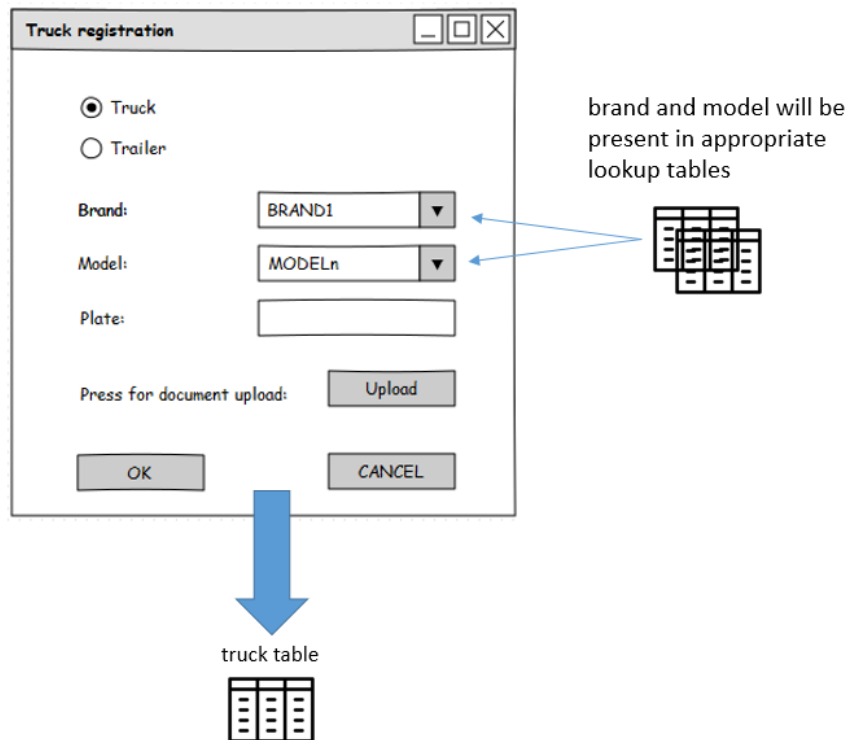 Truck registration
Truck
Trailer
brand and model will be
present in appropriate
lookup tables
Brand:
BRAND1
Model:
MODELn
Plate:
Press for document upload:
Upload
OK
CANCEL
truck table